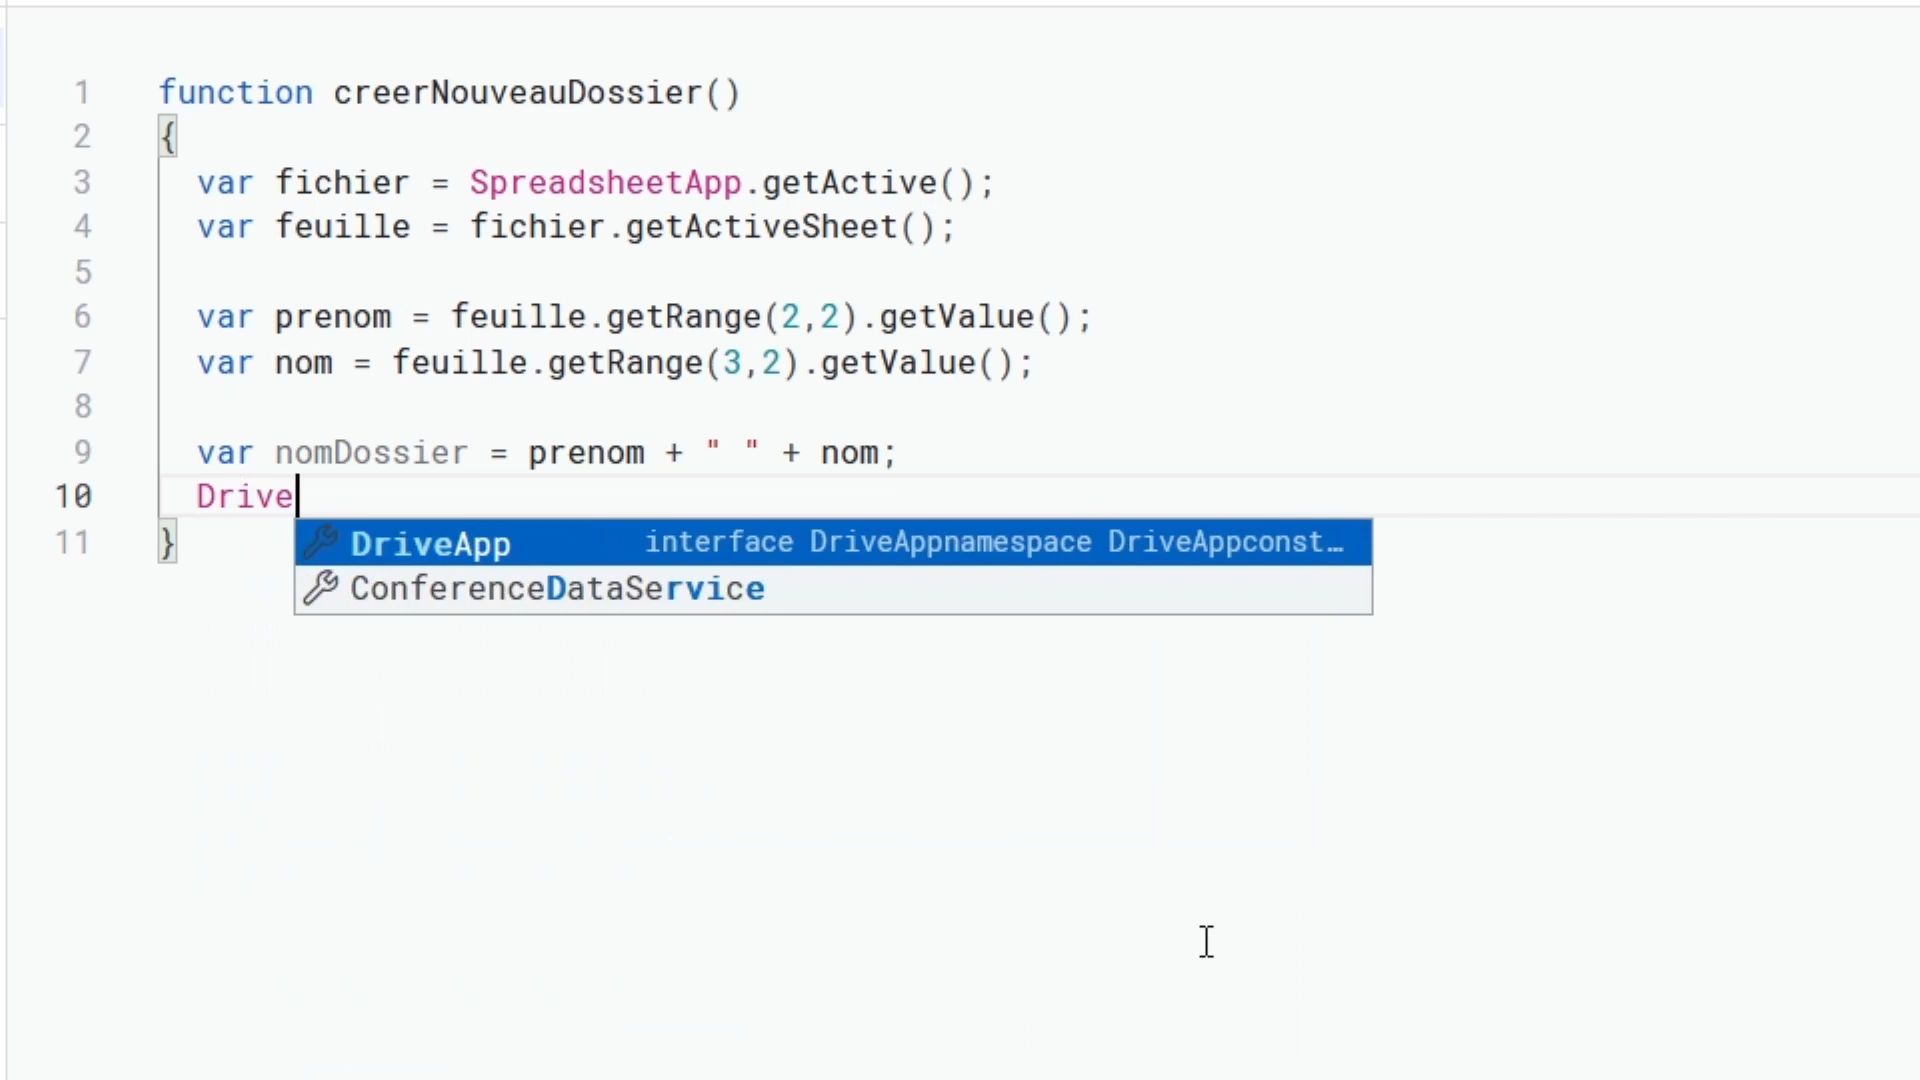 1 function creerNouveauDossier()
2 {
3 var fichier = SpreadsheetApp.getActive();
4 var feuille = fichier.getActiveSheet();
5
6 var prenom = feuille.getRange(2,2).getValue();
7 var nom = feuille.getRange(3,2).getValue();
8
9 var nomDossier = prenom + " " + nom;
10 Drive
11 }
DriveApp interface DriveAppnamespace DriveAppconst…
ConferenceDataService